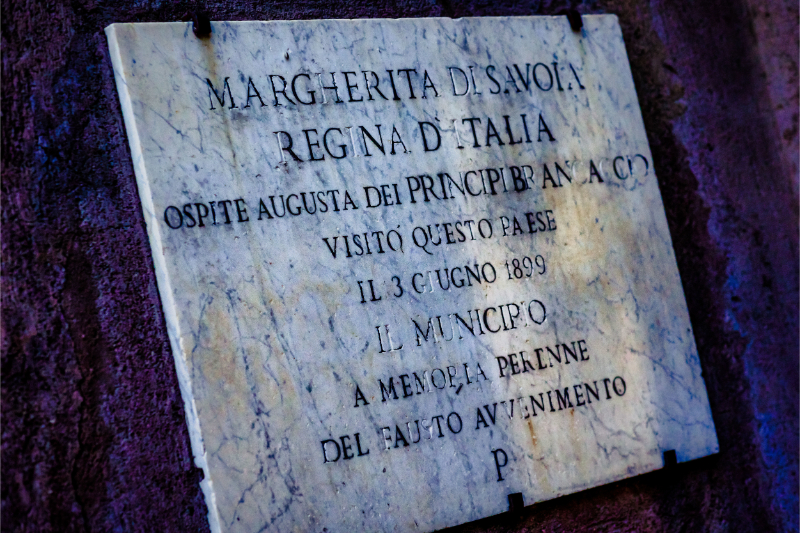 MARGHERITA DI SAVOIA
REGINA D'ITALIA
OSPITE AUGUSTA DEI PRINCIPI BRANCACCIO
VISITÒ QUESTO PAESE
IL 3 GIUGNO 1899
IL MUNICIPIO
A MEMORIA PERENNE
DEL FAUSTO AVVENIMENTO
P